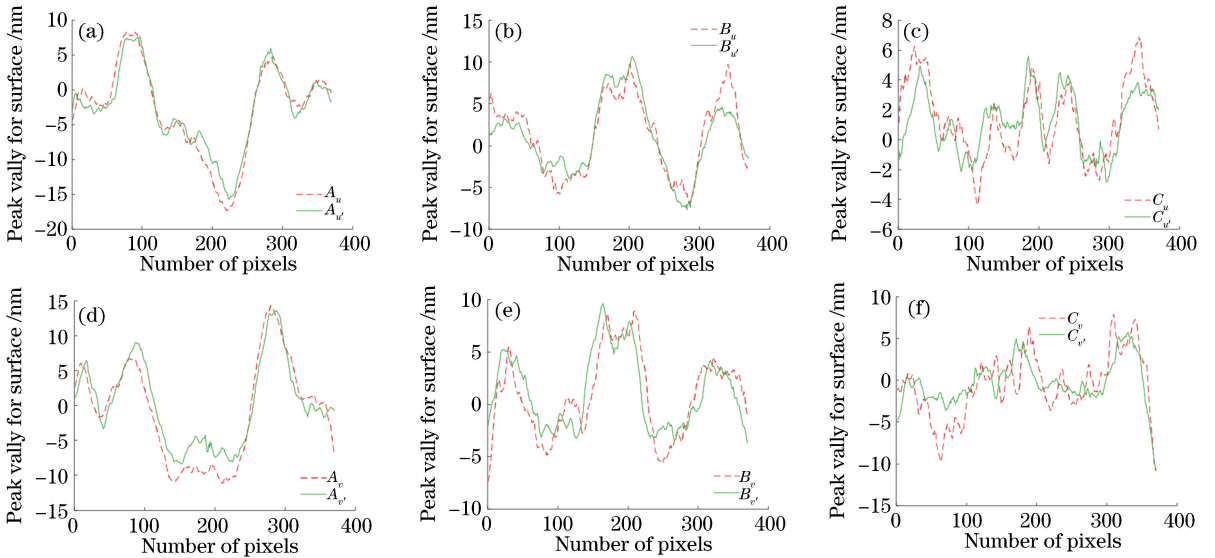 (a)
Peak vally for surface /nm
10
5
0
−5
−10
−15
−20
0 100 200 300 400
Number of pixels
A_u
A_u′
(b)
Peak vally for surface /nm
15
10
5
0
−5
−10
0 100 200 300 400
Number of pixels
B_u
B_u′
(c)
Peak vally for surface /nm
8
6
4
2
0
−2
−4
−6
0 100 200 300 400
Number of pixels
C_u
C_u′
(d)
Peak vally for surface /nm
15
10
5
0
−5
−10
−15
0 100 200 300 400
Number of pixels
A_v
A_v′
(e)
Peak vally for surface /nm
10
5
0
−5
−10
0 100 200 300 400
Number of pixels
B_v
B_v′
(f)
Peak vally for surface /nm
10
5
0
−5
−10
−15
0 100 200 300 400
Number of pixels
C_v
C_v′